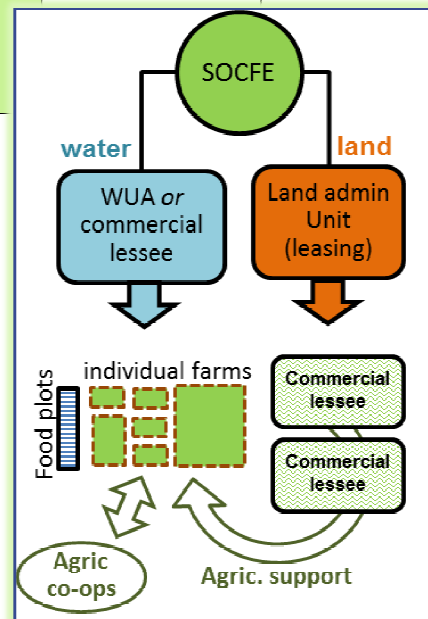 SOCFE
water
land
WUA or
commercial
lessee
Land admin
Unit
(leasing)
individual farms
Food plots
Commercial
lessee
Commercial
lessee
Agric
co-ops
Agric. support